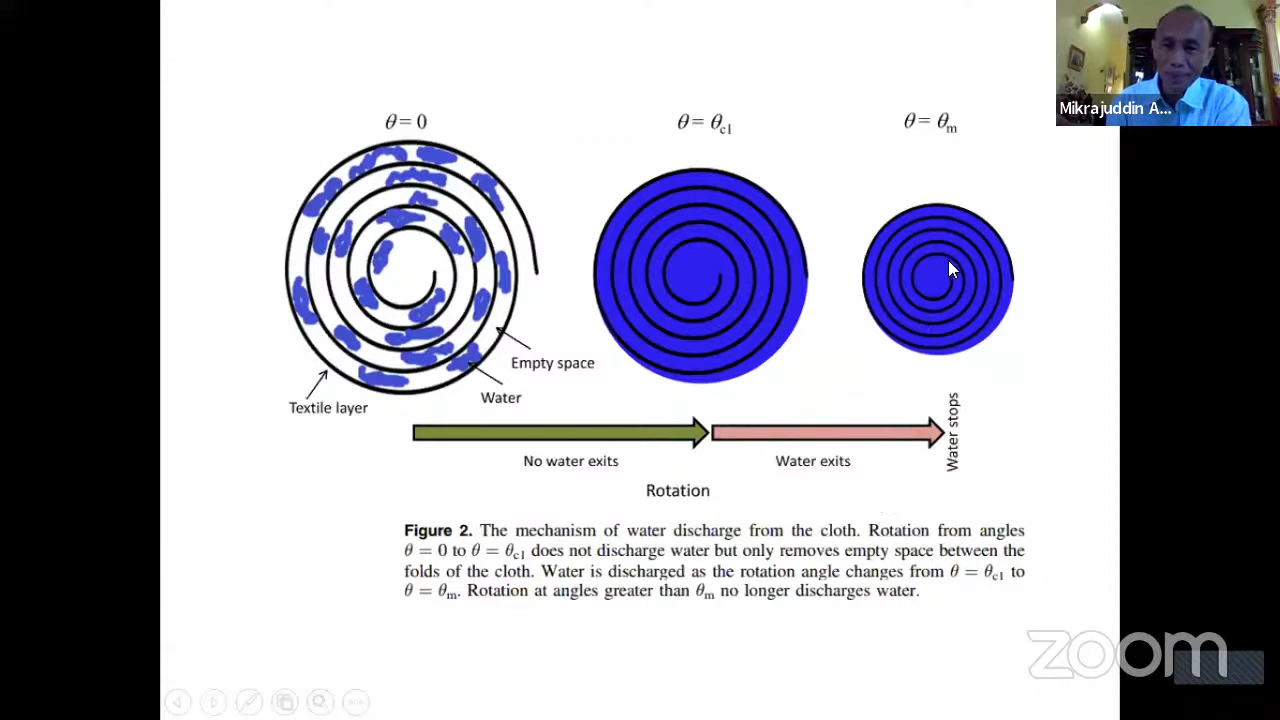 Mikrajuddin A...
θ = 0
θ = θc1
θ = θm
Empty space
Water
Textile layer
Water stops
No water exits
Water exits
Rotation
Figure 2. The mechanism of water discharge from the cloth. Rotation from angles
θ = 0 to θ = θc1 does not discharge water but only removes empty space between the
folds of the cloth. Water is discharged as the rotation angle changes from θ = θc1 to
θ = θm. Rotation at angles greater than θm no longer discharges water.
zoom